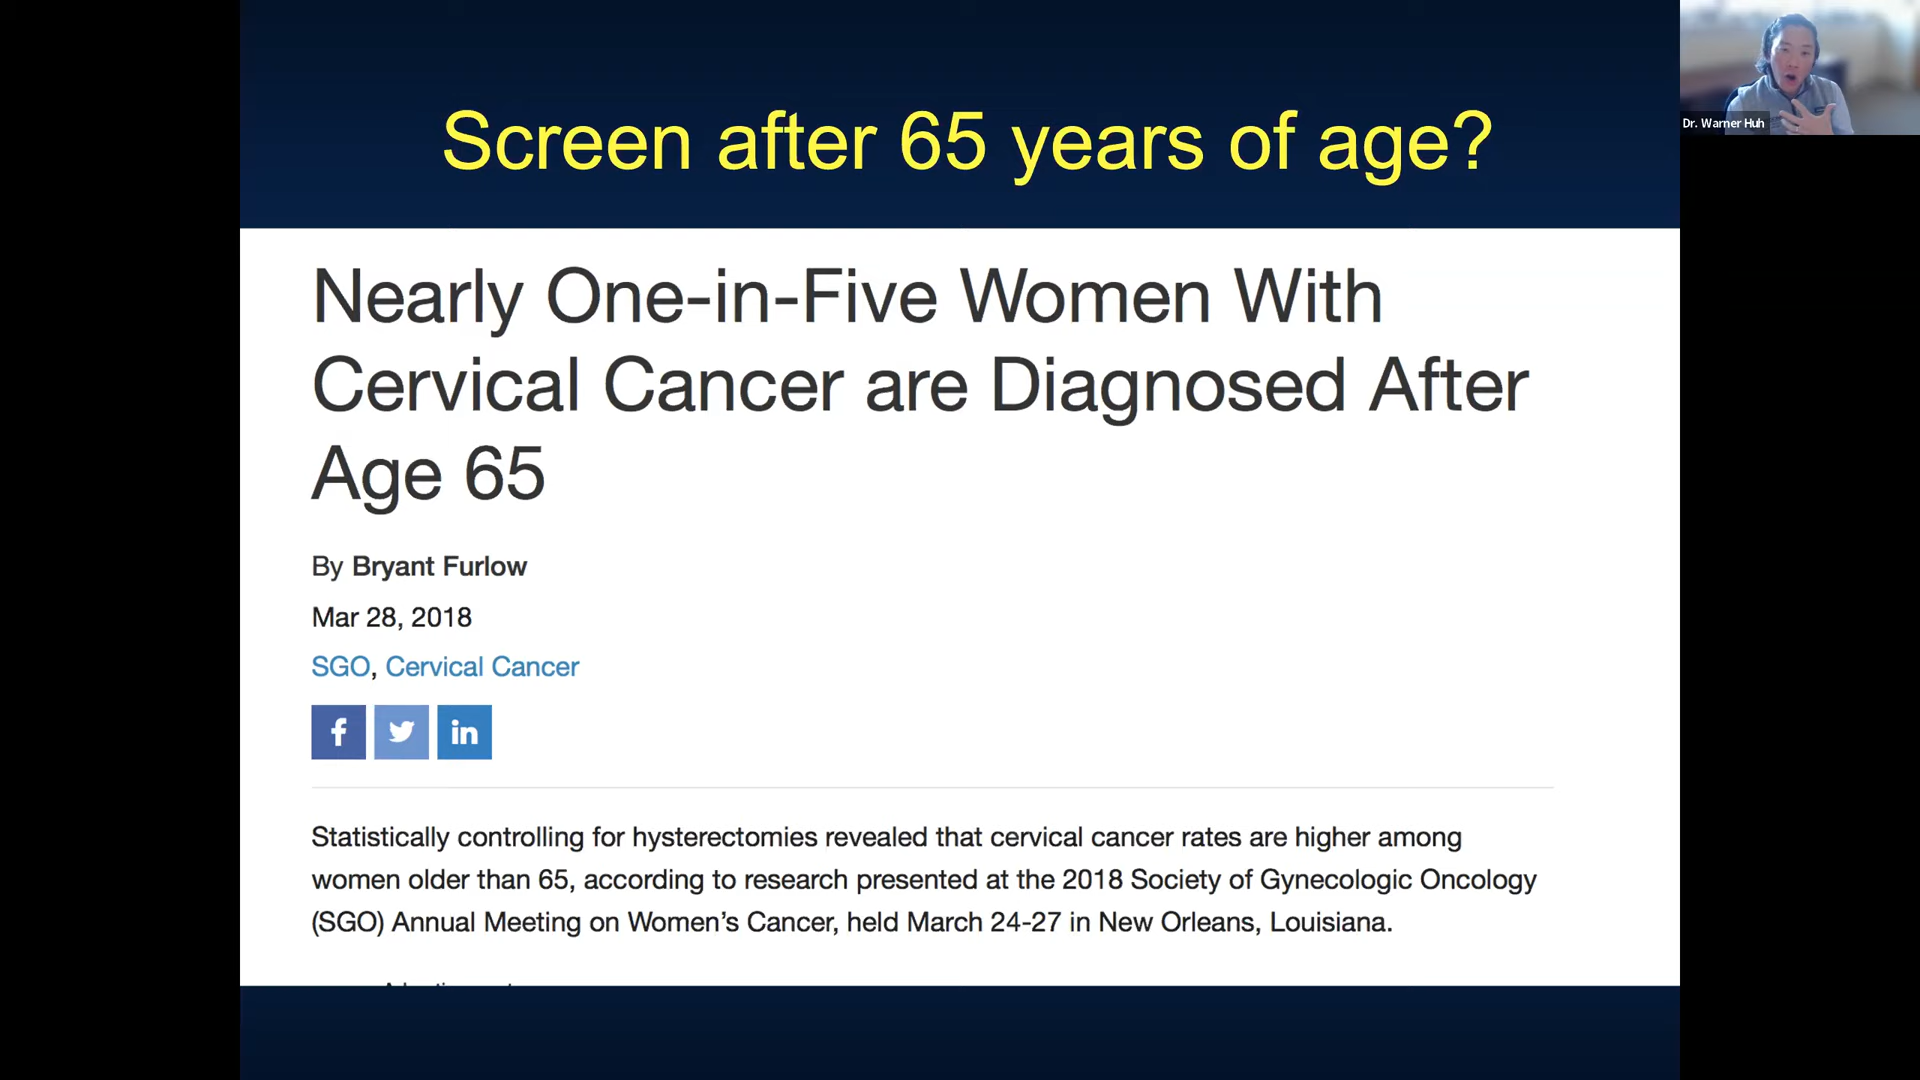 Screen after 65 years of age?
Dr. Warner Huh
Nearly One-in-Five Women With
Cervical Cancer are Diagnosed After
Age 65
By Bryant Furlow
Mar 28, 2018
SGO, Cervical Cancer
Statistically controlling for hysterectomies revealed that cervical cancer rates are higher among
women older than 65, according to research presented at the 2018 Society of Gynecologic Oncology
(SGO) Annual Meeting on Women's Cancer, held March 24-27 in New Orleans, Louisiana.